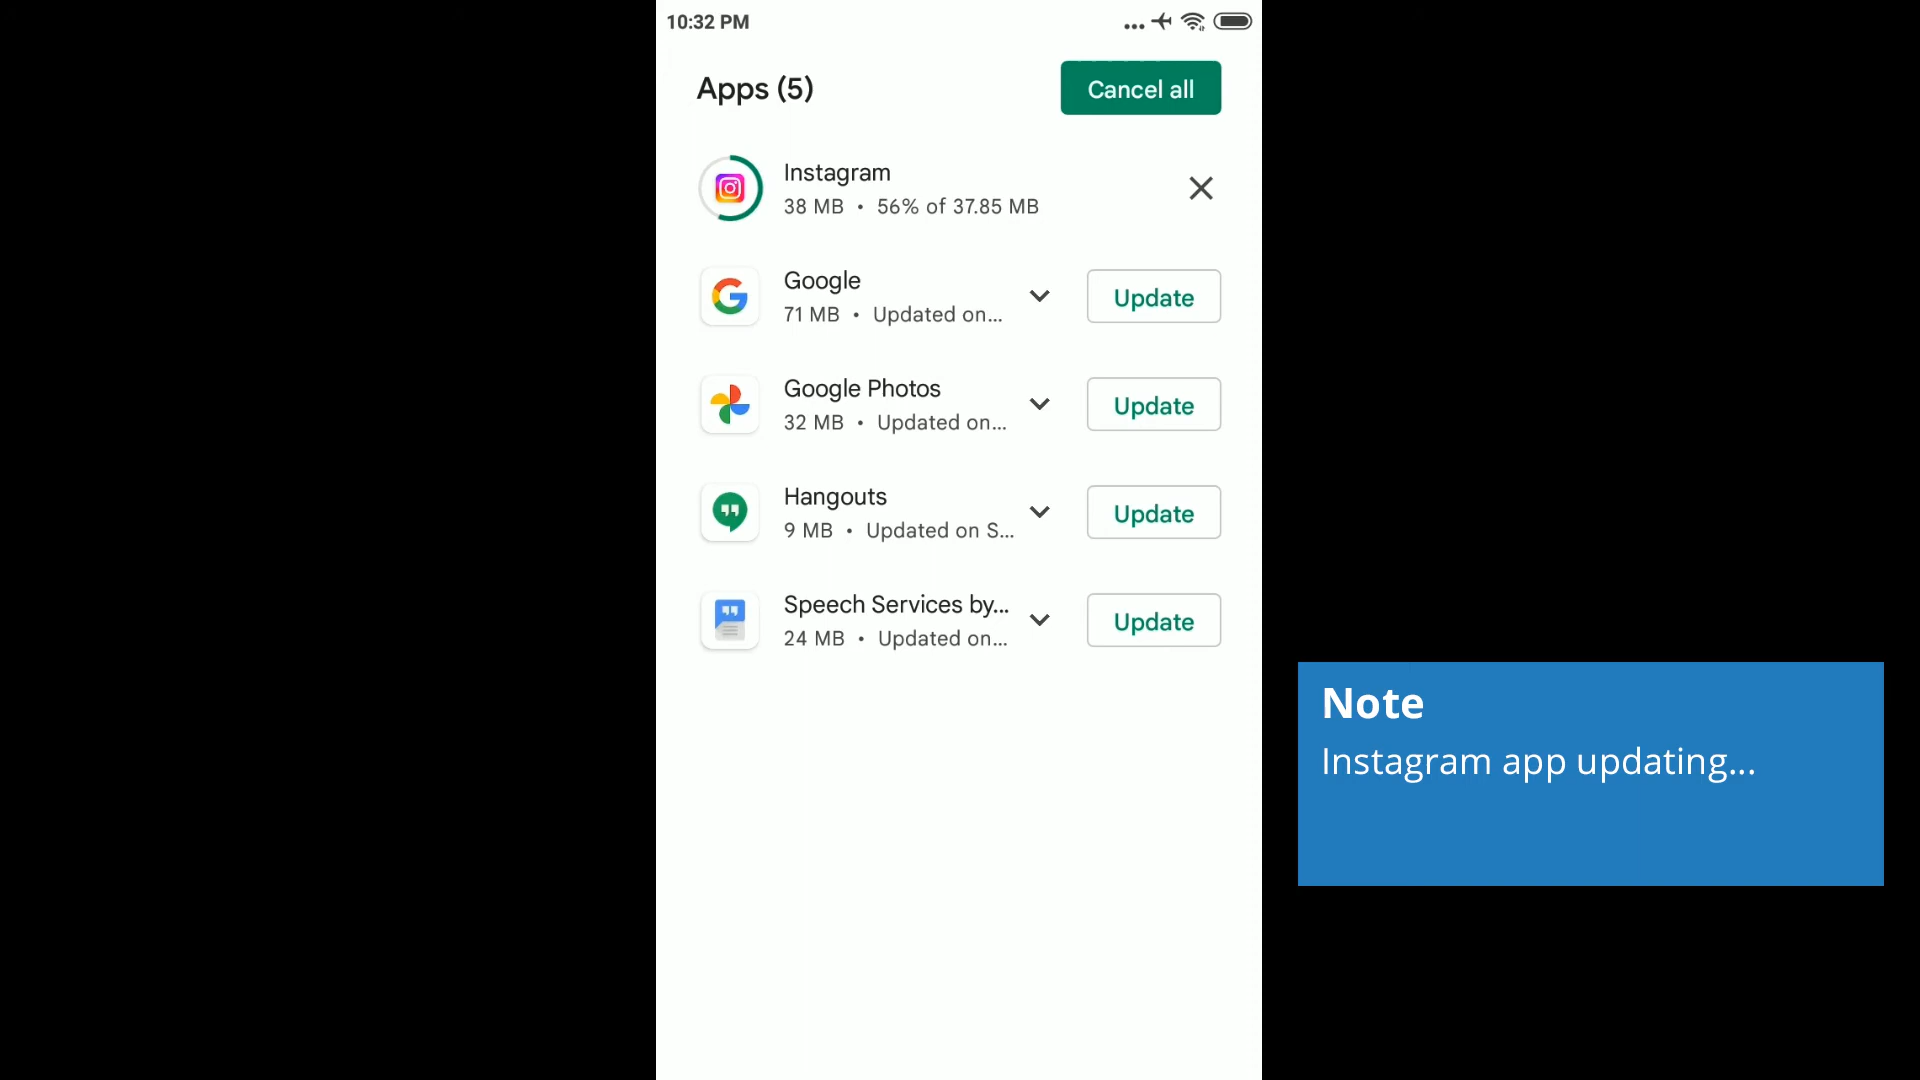 10:32 PM
Apps (5)
Cancel all
Instagram
38 MB • 56% of 37.85 MB
Google
71 MB • Updated on...
Update
Google Photos
32 MB • Updated on...
Update
Hangouts
9 MB • Updated on S...
Update
Speech Services by...
24 MB • Updated on...
Update
Note
Instagram app updating...